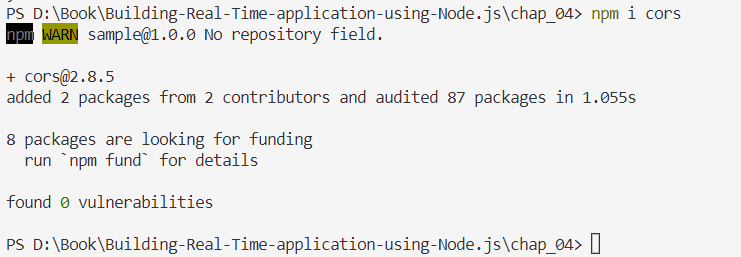 PS D:\Book\Building-Real-Time-application-using-Node.js\chap_04> npm i cors
npm WARN sample@1.0.0 No repository field.
+ cors@2.8.5
added 2 packages from 2 contributors and audited 87 packages in 1.055s
8 packages are looking for funding
  run `npm fund` for details
found 0 vulnerabilities
PS D:\Book\Building-Real-Time-application-using-Node.js\chap_04>